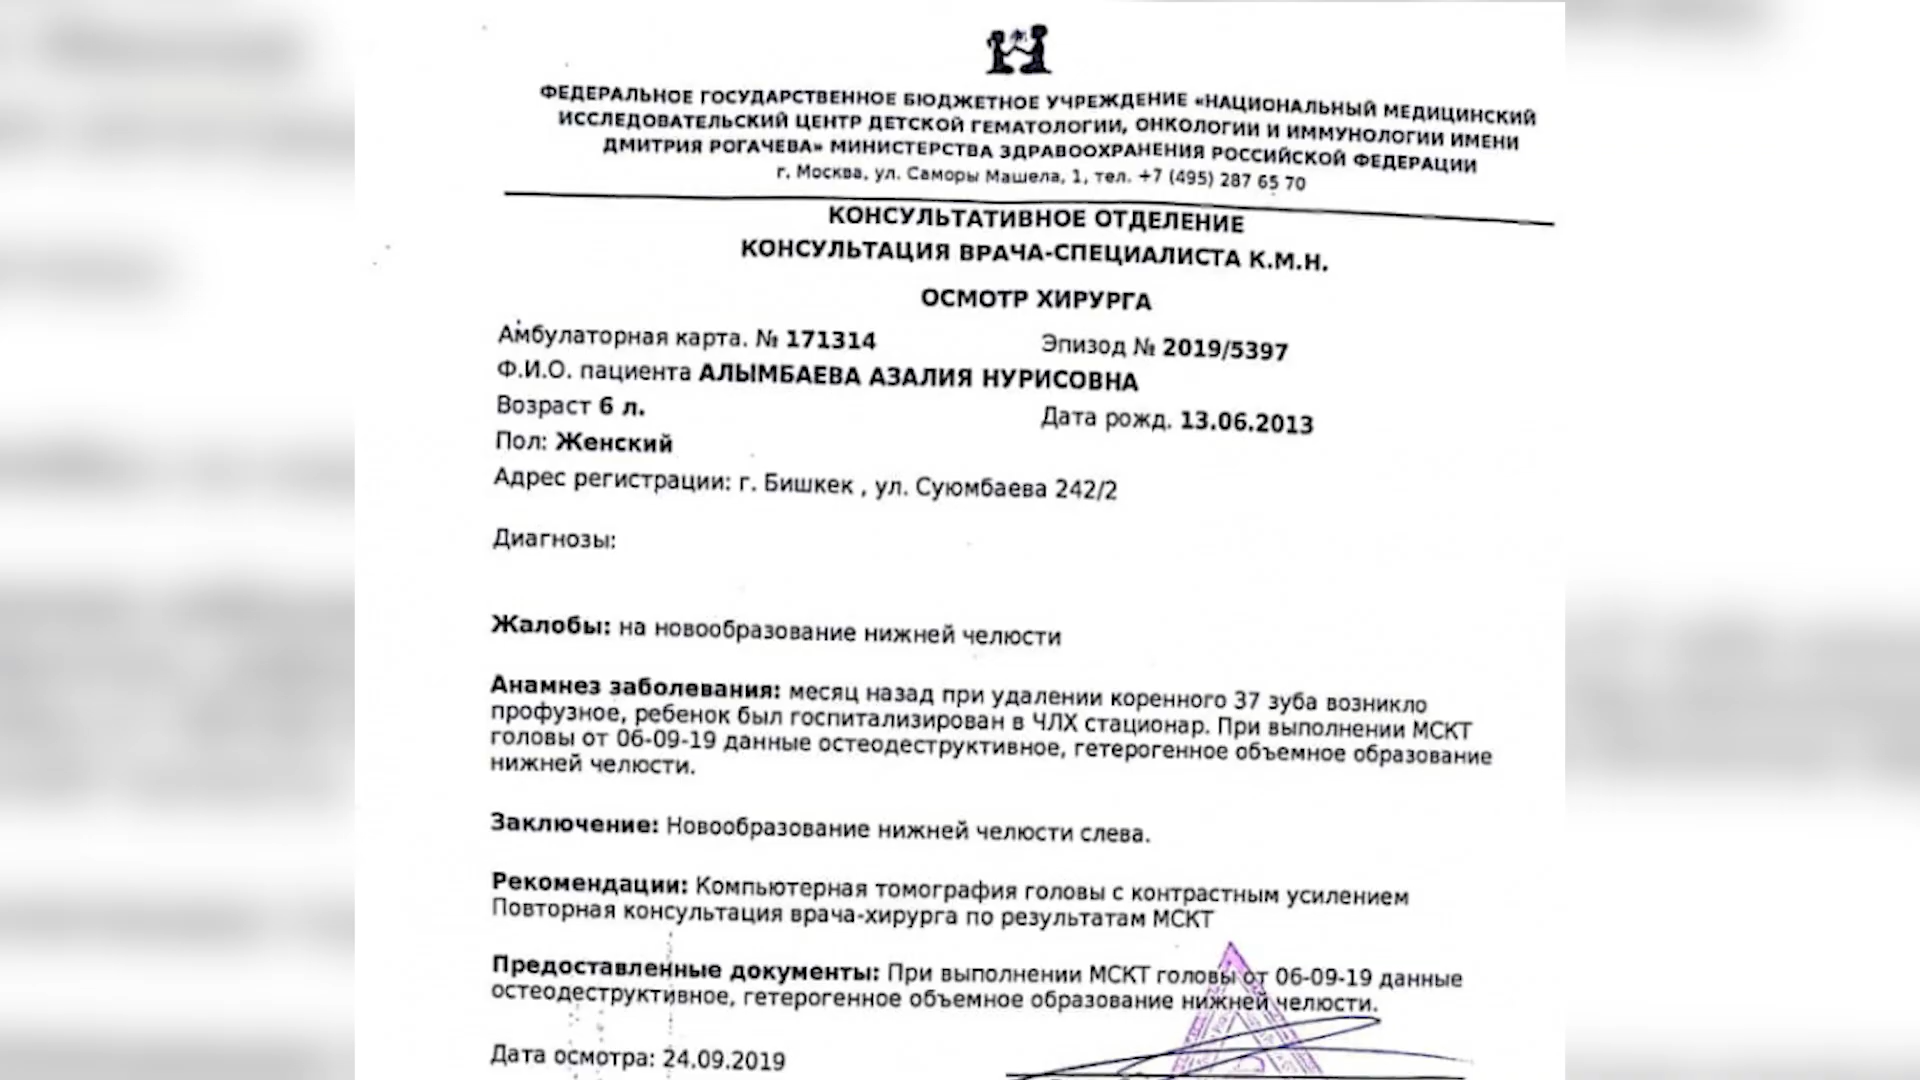 ФЕДЕРАЛЬНОЕ ГОСУДАРСТВЕННОЕ БЮДЖЕТНОЕ УЧРЕЖДЕНИЕ «НАЦИОНАЛЬНЫЙ МЕДИЦИНСКИЙ
ИССЛЕДОВАТЕЛЬСКИЙ ЦЕНТР ДЕТСКОЙ ГЕМАТОЛОГИИ, ОНКОЛОГИИ И ИММУНОЛОГИИ ИМЕНИ
ДМИТРИЯ РОГАЧЕВА» МИНИСТЕРСТВА ЗДРАВООХРАНЕНИЯ РОССИЙСКОЙ ФЕДЕРАЦИИ
г. Москва, ул. Саморы Машела, 1, тел. +7 (495) 287 65 70
КОНСУЛЬТАТИВНОЕ ОТДЕЛЕНИЕ
КОНСУЛЬТАЦИЯ ВРАЧА-СПЕЦИАЛИСТА К.М.Н.
ОСМОТР ХИРУРГА
Амбулаторная карта. № 171314 Эпизод № 2019/5397
Ф.И.О. пациента АЛЫМБАЕВА АЗАЛИЯ НУРИСОВНА
Возраст 6 л. Дата рожд. 13.06.2013
Пол: Женский
Адрес регистрации: г. Бишкек , ул. Суюмбаева 242/2
Диагнозы:
Жалобы: на новообразование нижней челюсти
Анамнез заболевания: месяц назад при удалении коренного 37 зуба возникло
профузное, ребенок был госпитализирован в ЧЛХ стационар. При выполнении МСКТ
головы от 06-09-19 данные остеодеструктивное, гетерогенное объемное образование
нижней челюсти.
Заключение: Новообразование нижней челюсти слева.
Рекомендации: Компьютерная томография головы с контрастным усилением
Повторная консультация врача-хирурга по результатам МСКТ
Предоставленные документы: При выполнении МСКТ головы от 06-09-19 данные
остеодеструктивное, гетерогенное объемное образование нижней челюсти.
Дата осмотра: 24.09.2019